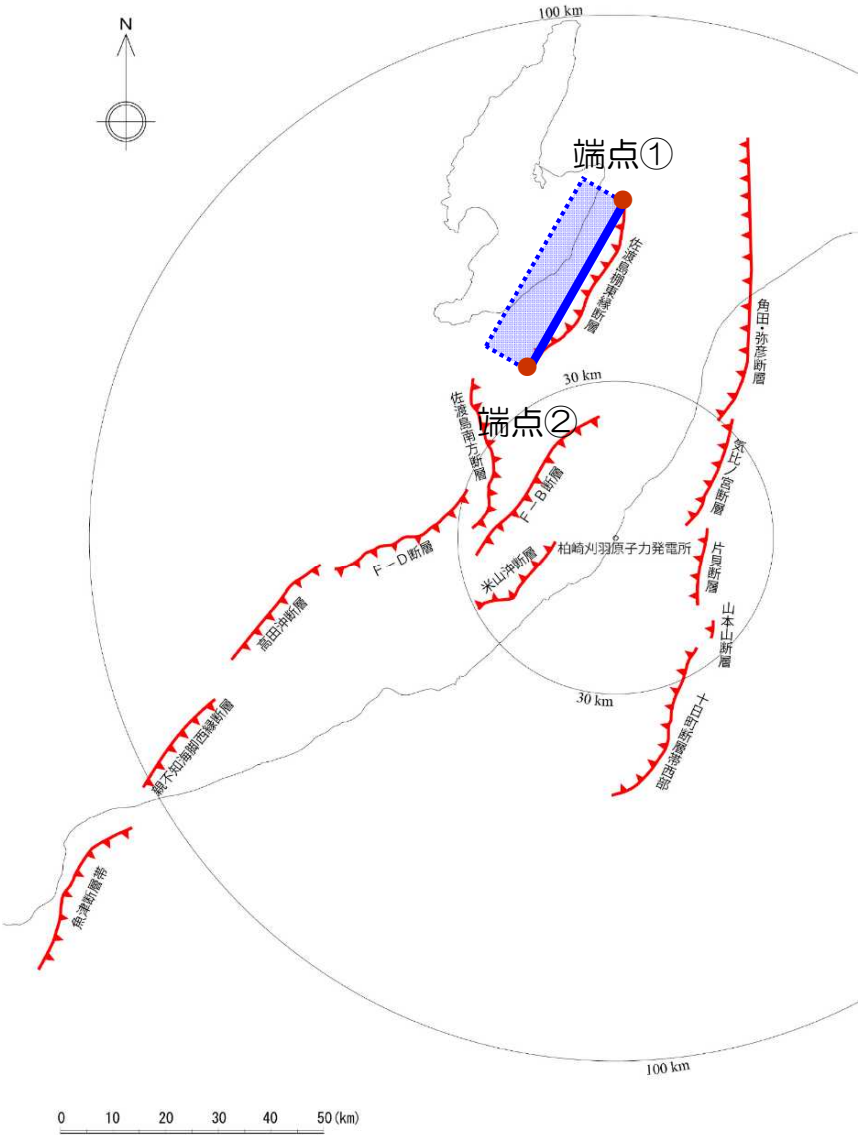 100 km
N
端点①
佐渡島棚東縁断層
角田・弥彦断層
30 km
佐渡島南方断層
端点②
気比ノ宮断層
F－B断層
F－D断層
柏崎刈羽原子力発電所
片貝断層
米山沖断層
高田沖断層
山本山断層
30 km
十日町断層帯西部
親不知海脚西縁断層
魚津断層帯
100 km
0 10 20 30 40 50(km)